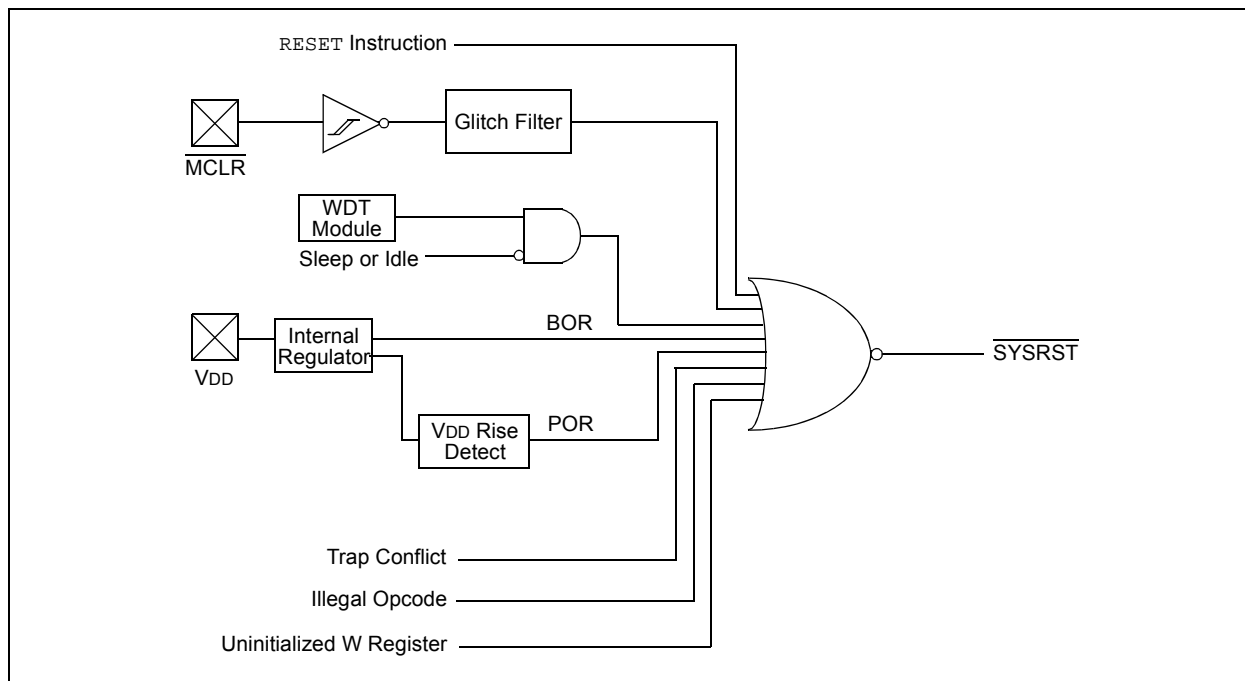 RESET Instruction
Glitch Filter
MCLR
WDT
Module
Sleep or Idle
BOR
Internal
Regulator
SYSRST
VDD
POR
VDD Rise
Detect
Trap Conflict
Illegal Opcode
Uninitialized W Register